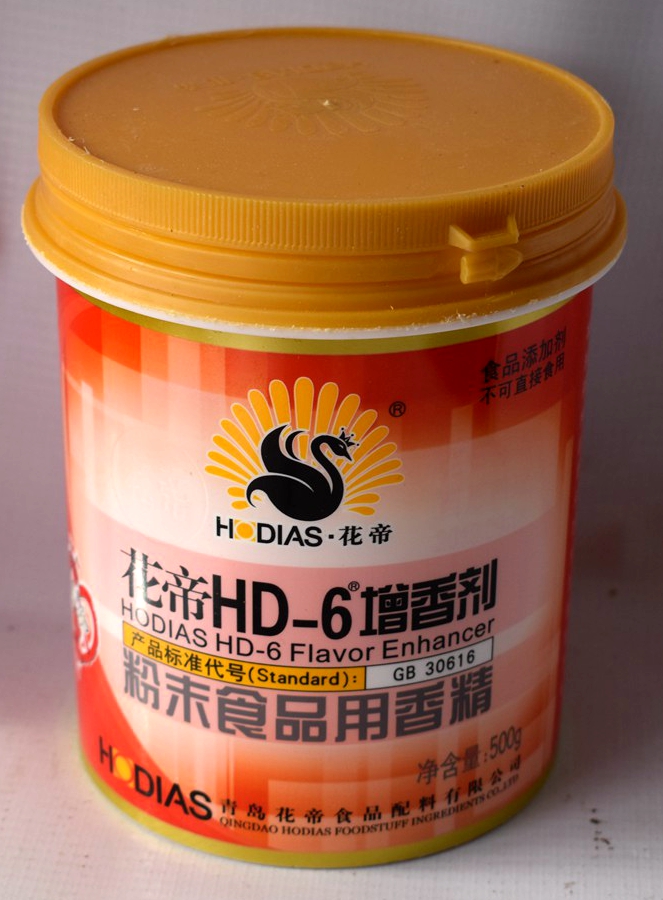 食品添加剂
不可直接食用
®
HODIAS·花帝
花帝HD-6®增香剂
HODIAS HD-6 Flavor Enhancer
产品标准代号(Standard): GB 30616
粉末食品用香精
净含量:500g
HODIAS 青岛花帝食品配料有限公司
QINGDAO HODIAS FOODSTUFF INGREDIENTS CO.,LTD